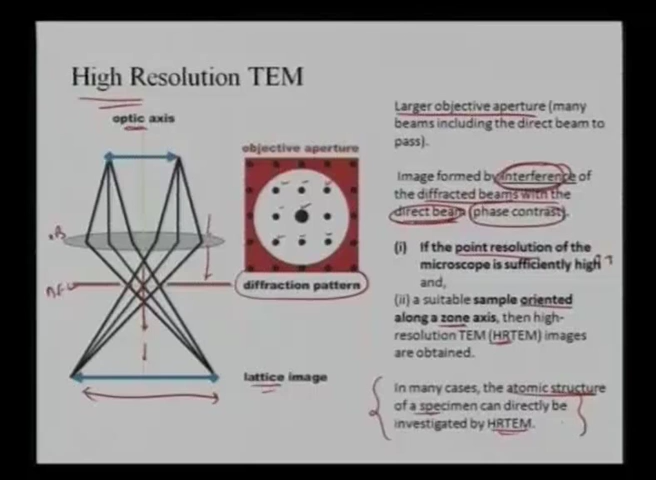 High Resolution TEM
optic axis
objective aperture
diffraction pattern
lattice image
Larger objective aperture (many
beams including the direct beam to
pass).
Image formed by interference of
the diffracted beams with the
direct beam (phase contrast).
(i) If the point resolution of the
microscope is sufficiently high
and,
(ii) a suitable sample oriented
along a zone axis, then high-
resolution TEM (HRTEM) images
are obtained.
In many cases, the atomic structure
of a specimen can directly be
investigated by HRTEM.